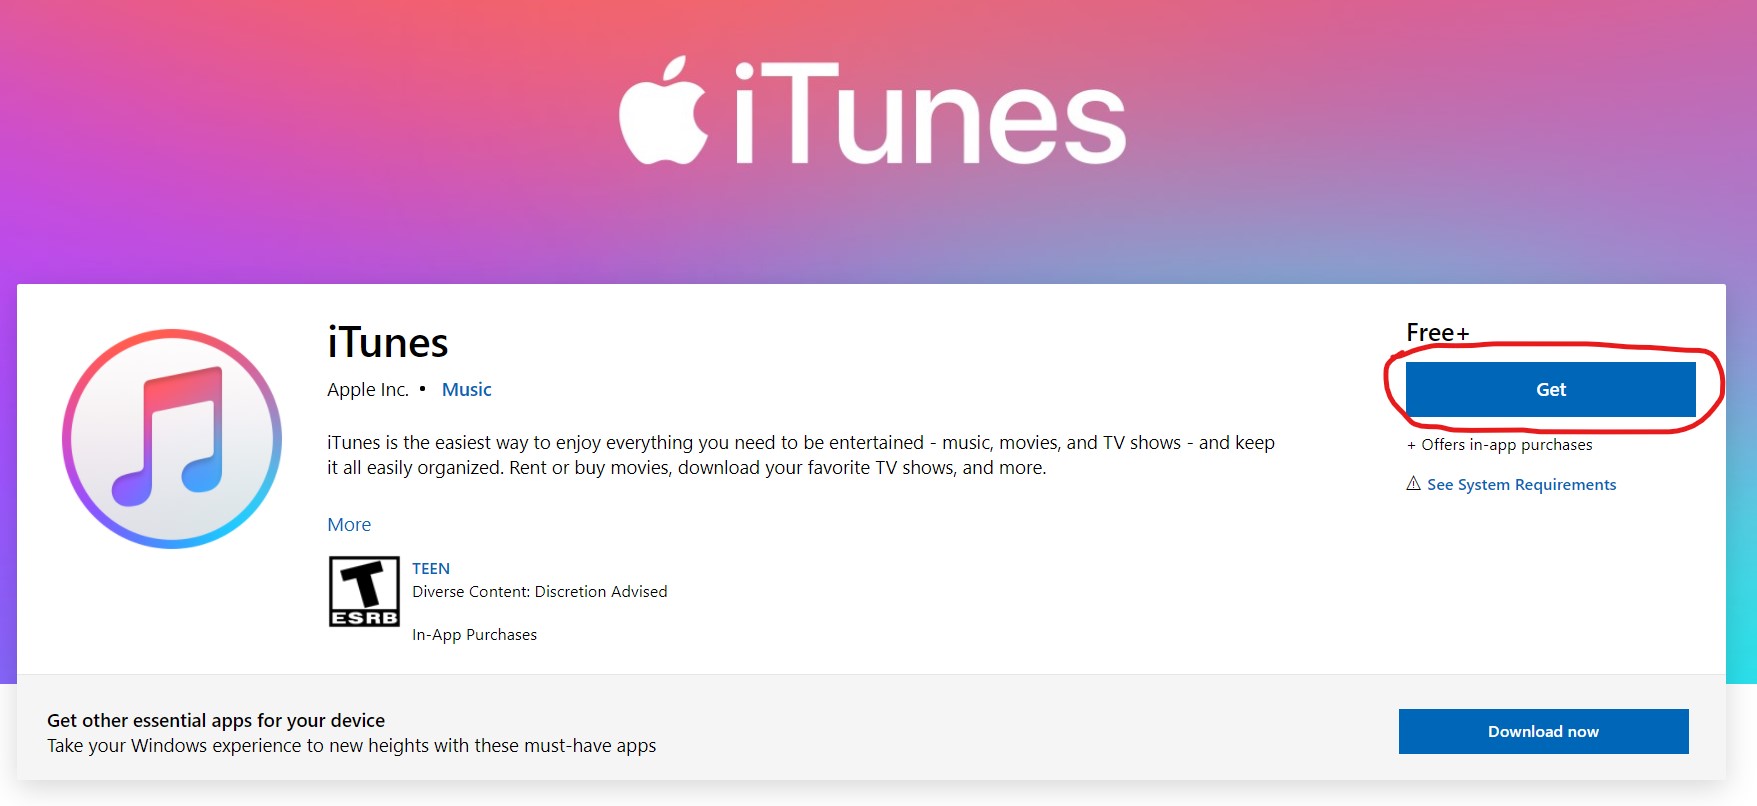 iTunes
iTunes
Apple Inc. • Music
iTunes is the easiest way to enjoy everything you need to be entertained - music, movies, and TV shows - and keep
it all easily organized. Rent or buy movies, download your favorite TV shows, and more.
More
T
ESRB
TEEN
Diverse Content: Discretion Advised
In-App Purchases
Free+
Get
+ Offers in-app purchases
See System Requirements
Get other essential apps for your device
Take your Windows experience to new heights with these must-have apps
Download now